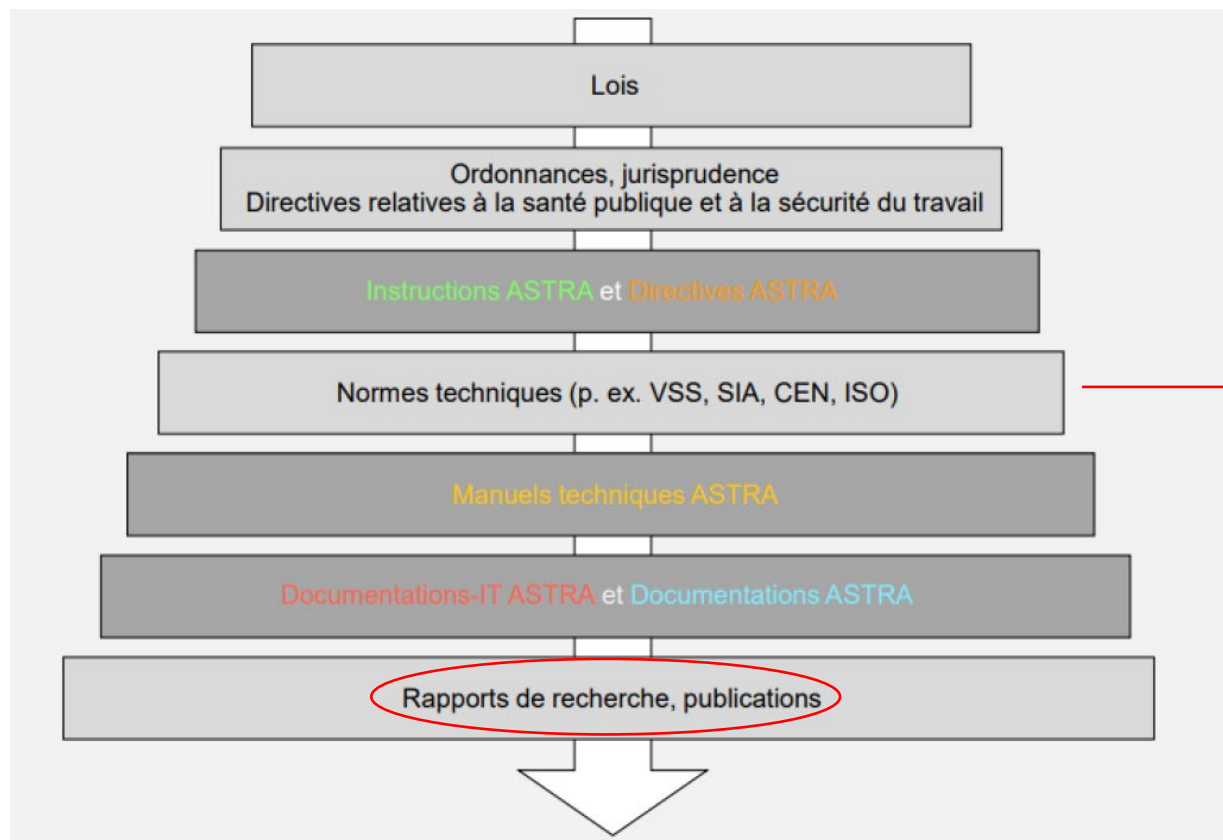 Lois
Ordonnances, jurisprudence
Directives relatives à la santé publique et à la sécurité du travail
Instructions ASTRA et Directives ASTRA
Normes techniques (p. ex. VSS, SIA, CEN, ISO)
Manuels techniques ASTRA
Documentations-IT ASTRA et Documentations ASTRA
Rapports de recherche, publications